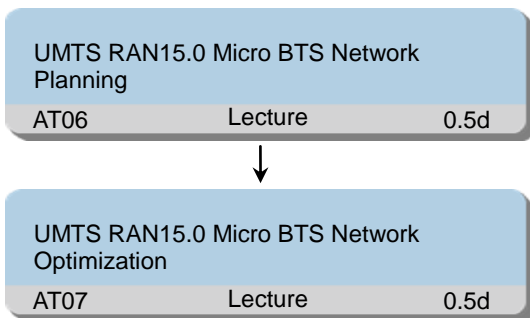 UMTS RAN15.0 Micro BTS Network
Planning
AT06 Lecture 0.5d
UMTS RAN15.0 Micro BTS Network
Optimization
AT07 Lecture 0.5d